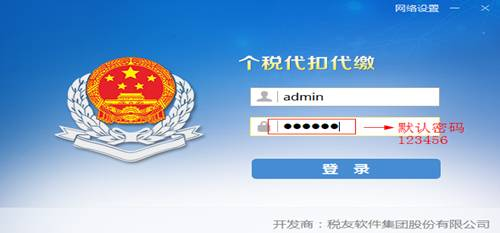 网络设置
个税代扣代缴
admin
●●●●●●
默认密码
123456
登 录
开发商：税友软件集团股份有限公司